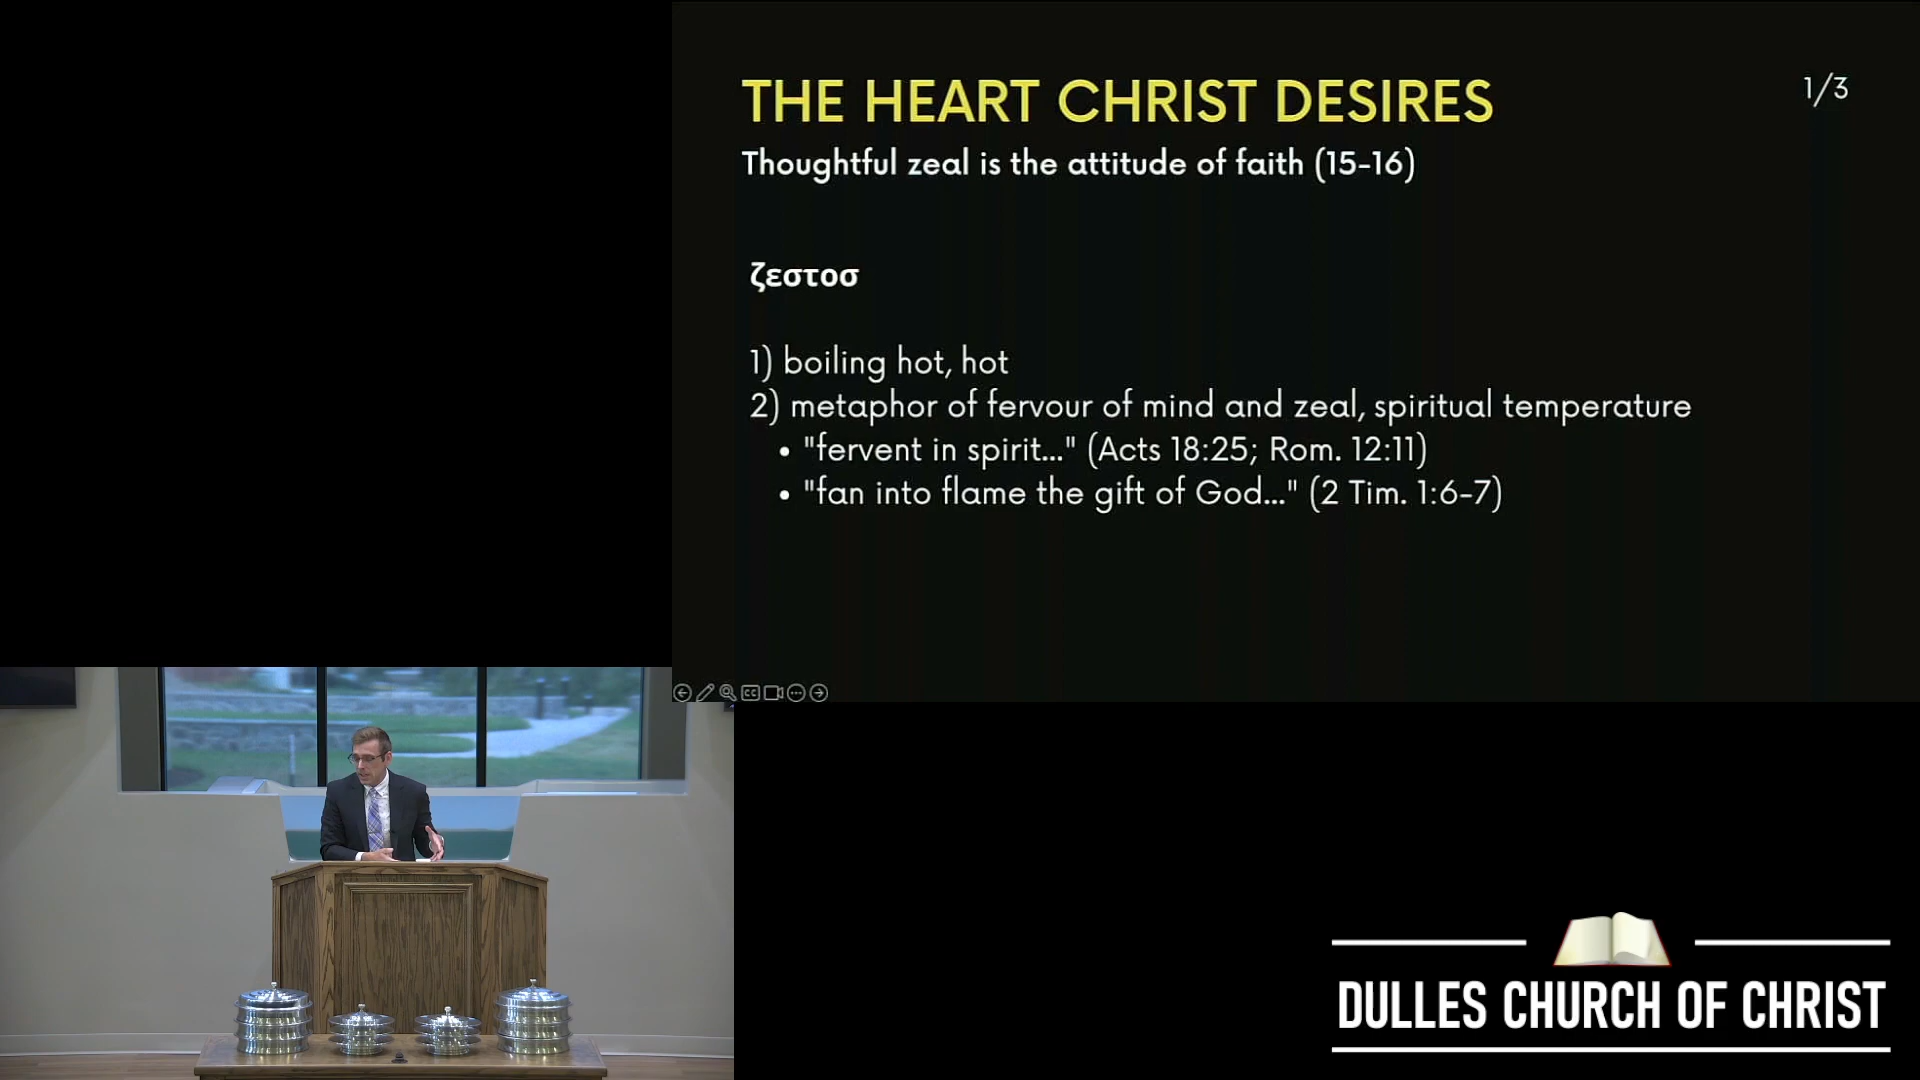 THE HEART CHRIST DESIRES
1/3
Thoughtful zeal is the attitude of faith (15-16)
ζεστοσ
1) boiling hot, hot
2) metaphor of fervour of mind and zeal, spiritual temperature
• "fervent in spirit..." (Acts 18:25; Rom. 12:11)
• "fan into flame the gift of God..." (2 Tim. 1:6-7)
CC
DULLES CHURCH OF CHRIST